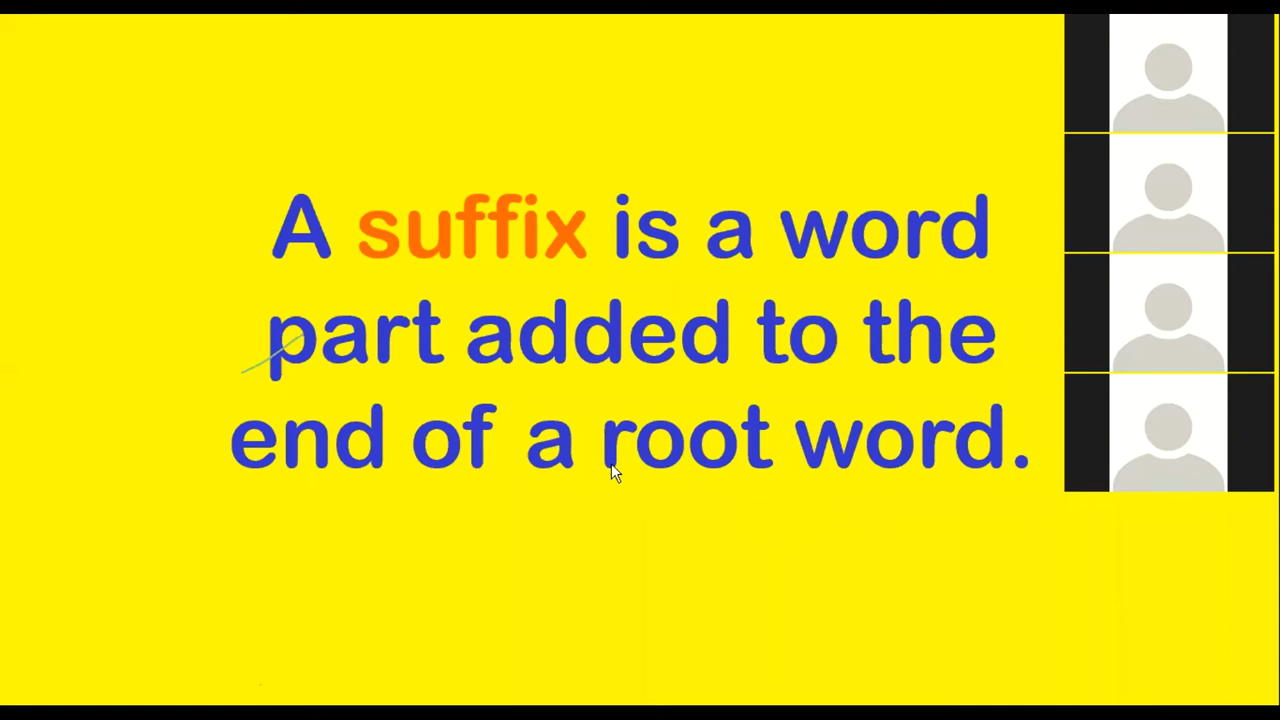 A suffix is a word
part added to the
end of a root word.